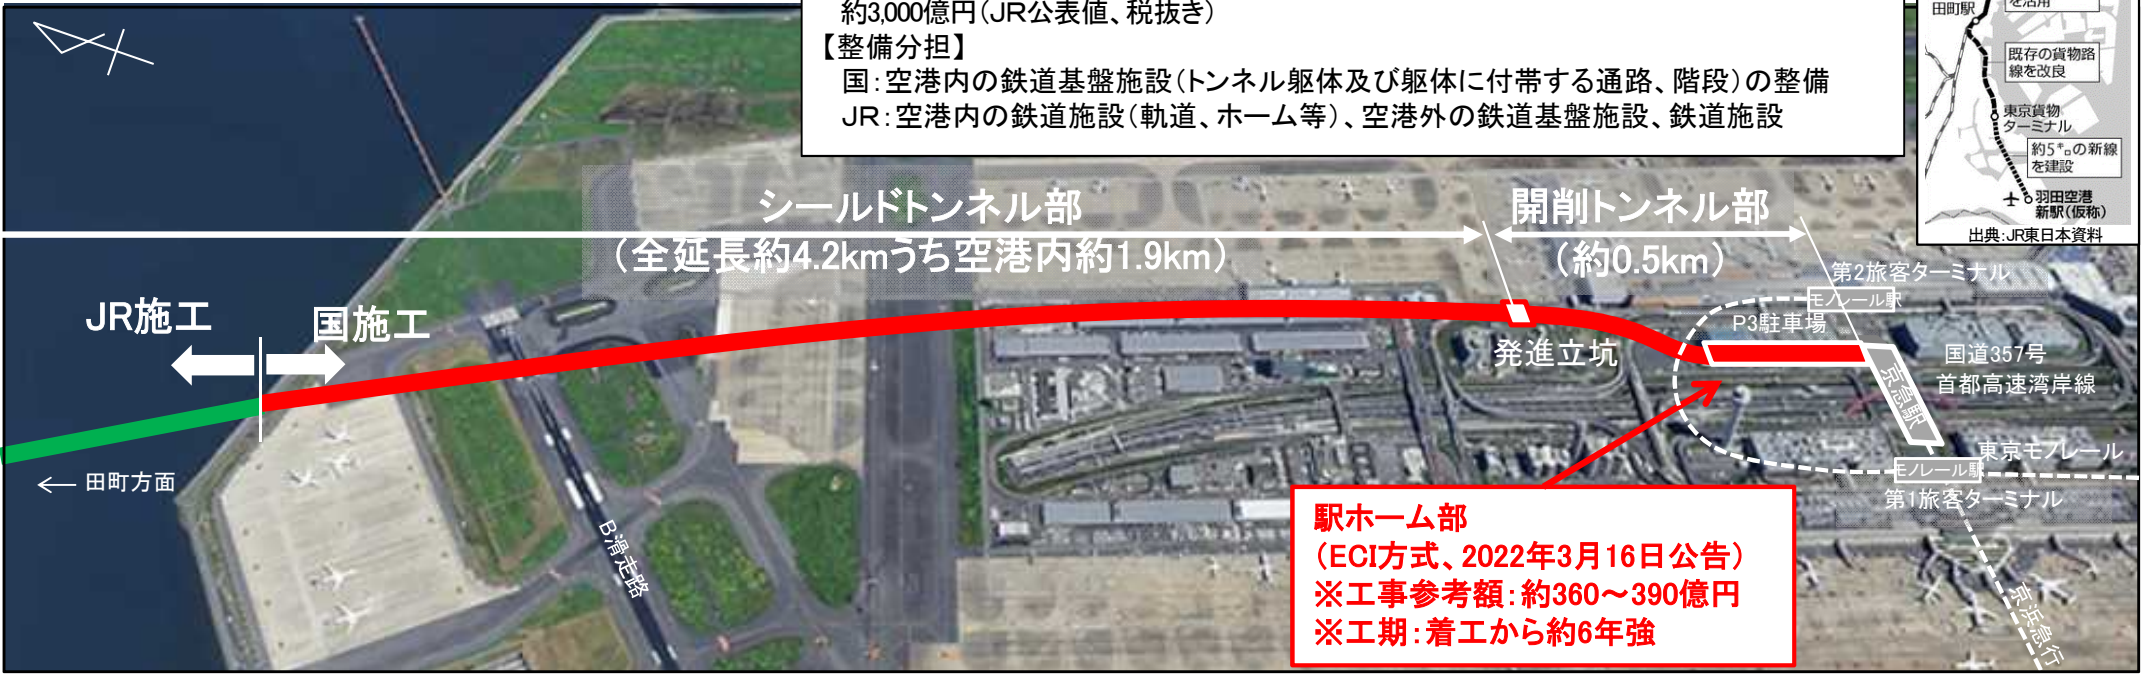 約3,000億円(JR公表値、税抜き)
【整備分担】
国:空港内の鉄道基盤施設(トンネル躯体及び躯体に付帯する通路、階段)の整備
JR:空港内の鉄道施設(軌道、ホーム等)、空港外の鉄道基盤施設、鉄道施設
田町駅
を活用
既存の貨物路
線を改良
東京貨物
ターミナル
約5㌔の新線
を建設
羽田空港
新駅(仮称)
出典:JR東日本資料
シールドトンネル部
(全延長約4.2kmうち空港内約1.9km)
開削トンネル部
(約0.5km)
JR施工
国施工
←田町方面
B滑走路
発進立坑
第2旅客ターミナル
モノレール駅
P3駐車場
国道357号
首都高速湾岸線
京急駅
東京モノレール
モノレール駅
第1旅客ターミナル
京浜急行
駅ホーム部
(ECI方式、2022年3月16日公告)
※工事参考額:約360~390億円
※工期:着工から約6年強